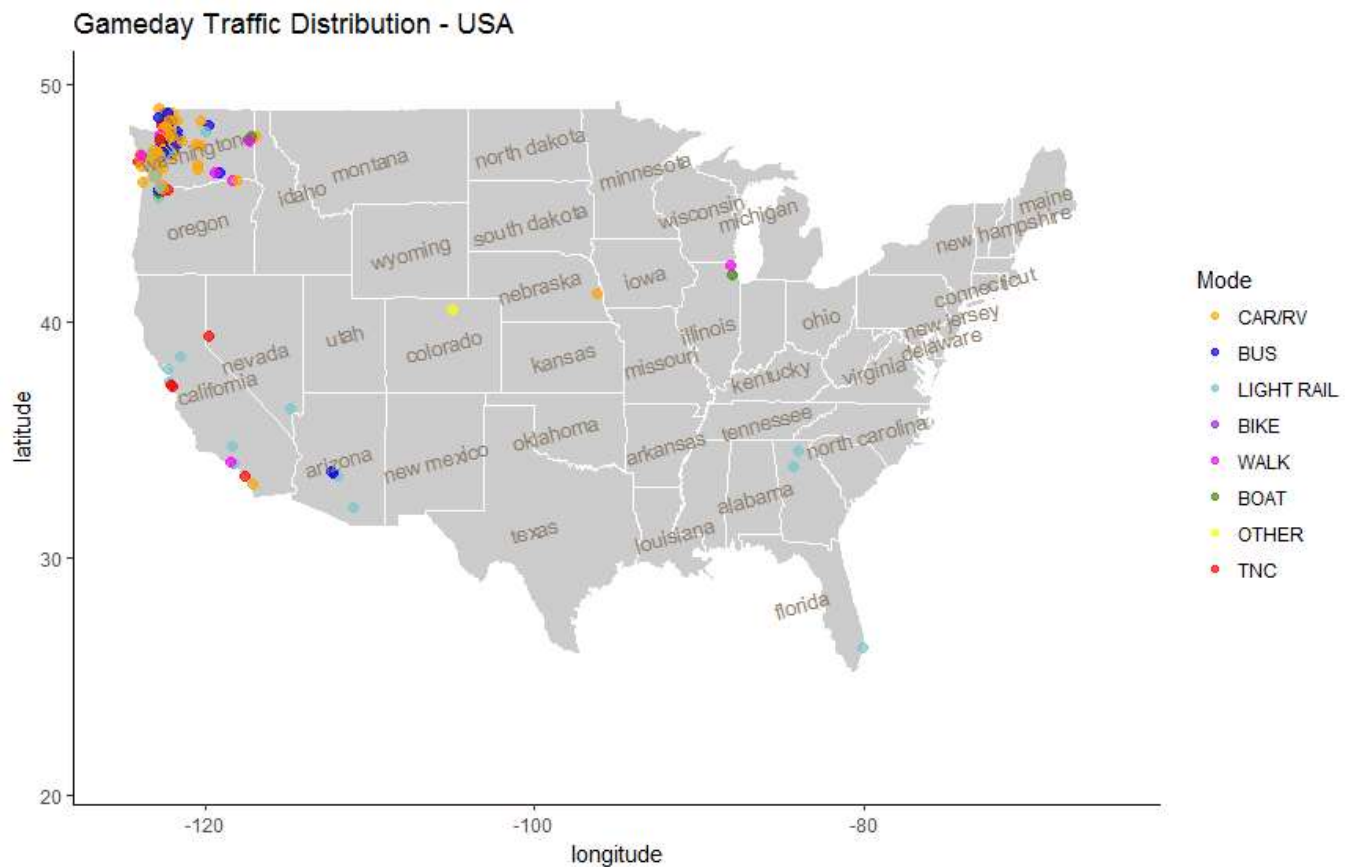 Gameday Traffic Distribution - USA
50
40
30
20
latitude
-120
-100
-80
longitude
washington
montana
north dakota
minnesota
idaho
oregon
wyoming
south dakota
wisconsin
michigan
maine
new hampshire
nebraska
iowa
connecticut
utah
colorado
illinois
ohio
new jersey
delaware
nevada
california
kansas
missouri
kentucky
virginia
arizona
new mexico
oklahoma
arkansas
tennessee
north carolina
texas
louisiana
alabama
florida
Mode
CAR/RV
BUS
LIGHT RAIL
BIKE
WALK
BOAT
OTHER
TNC